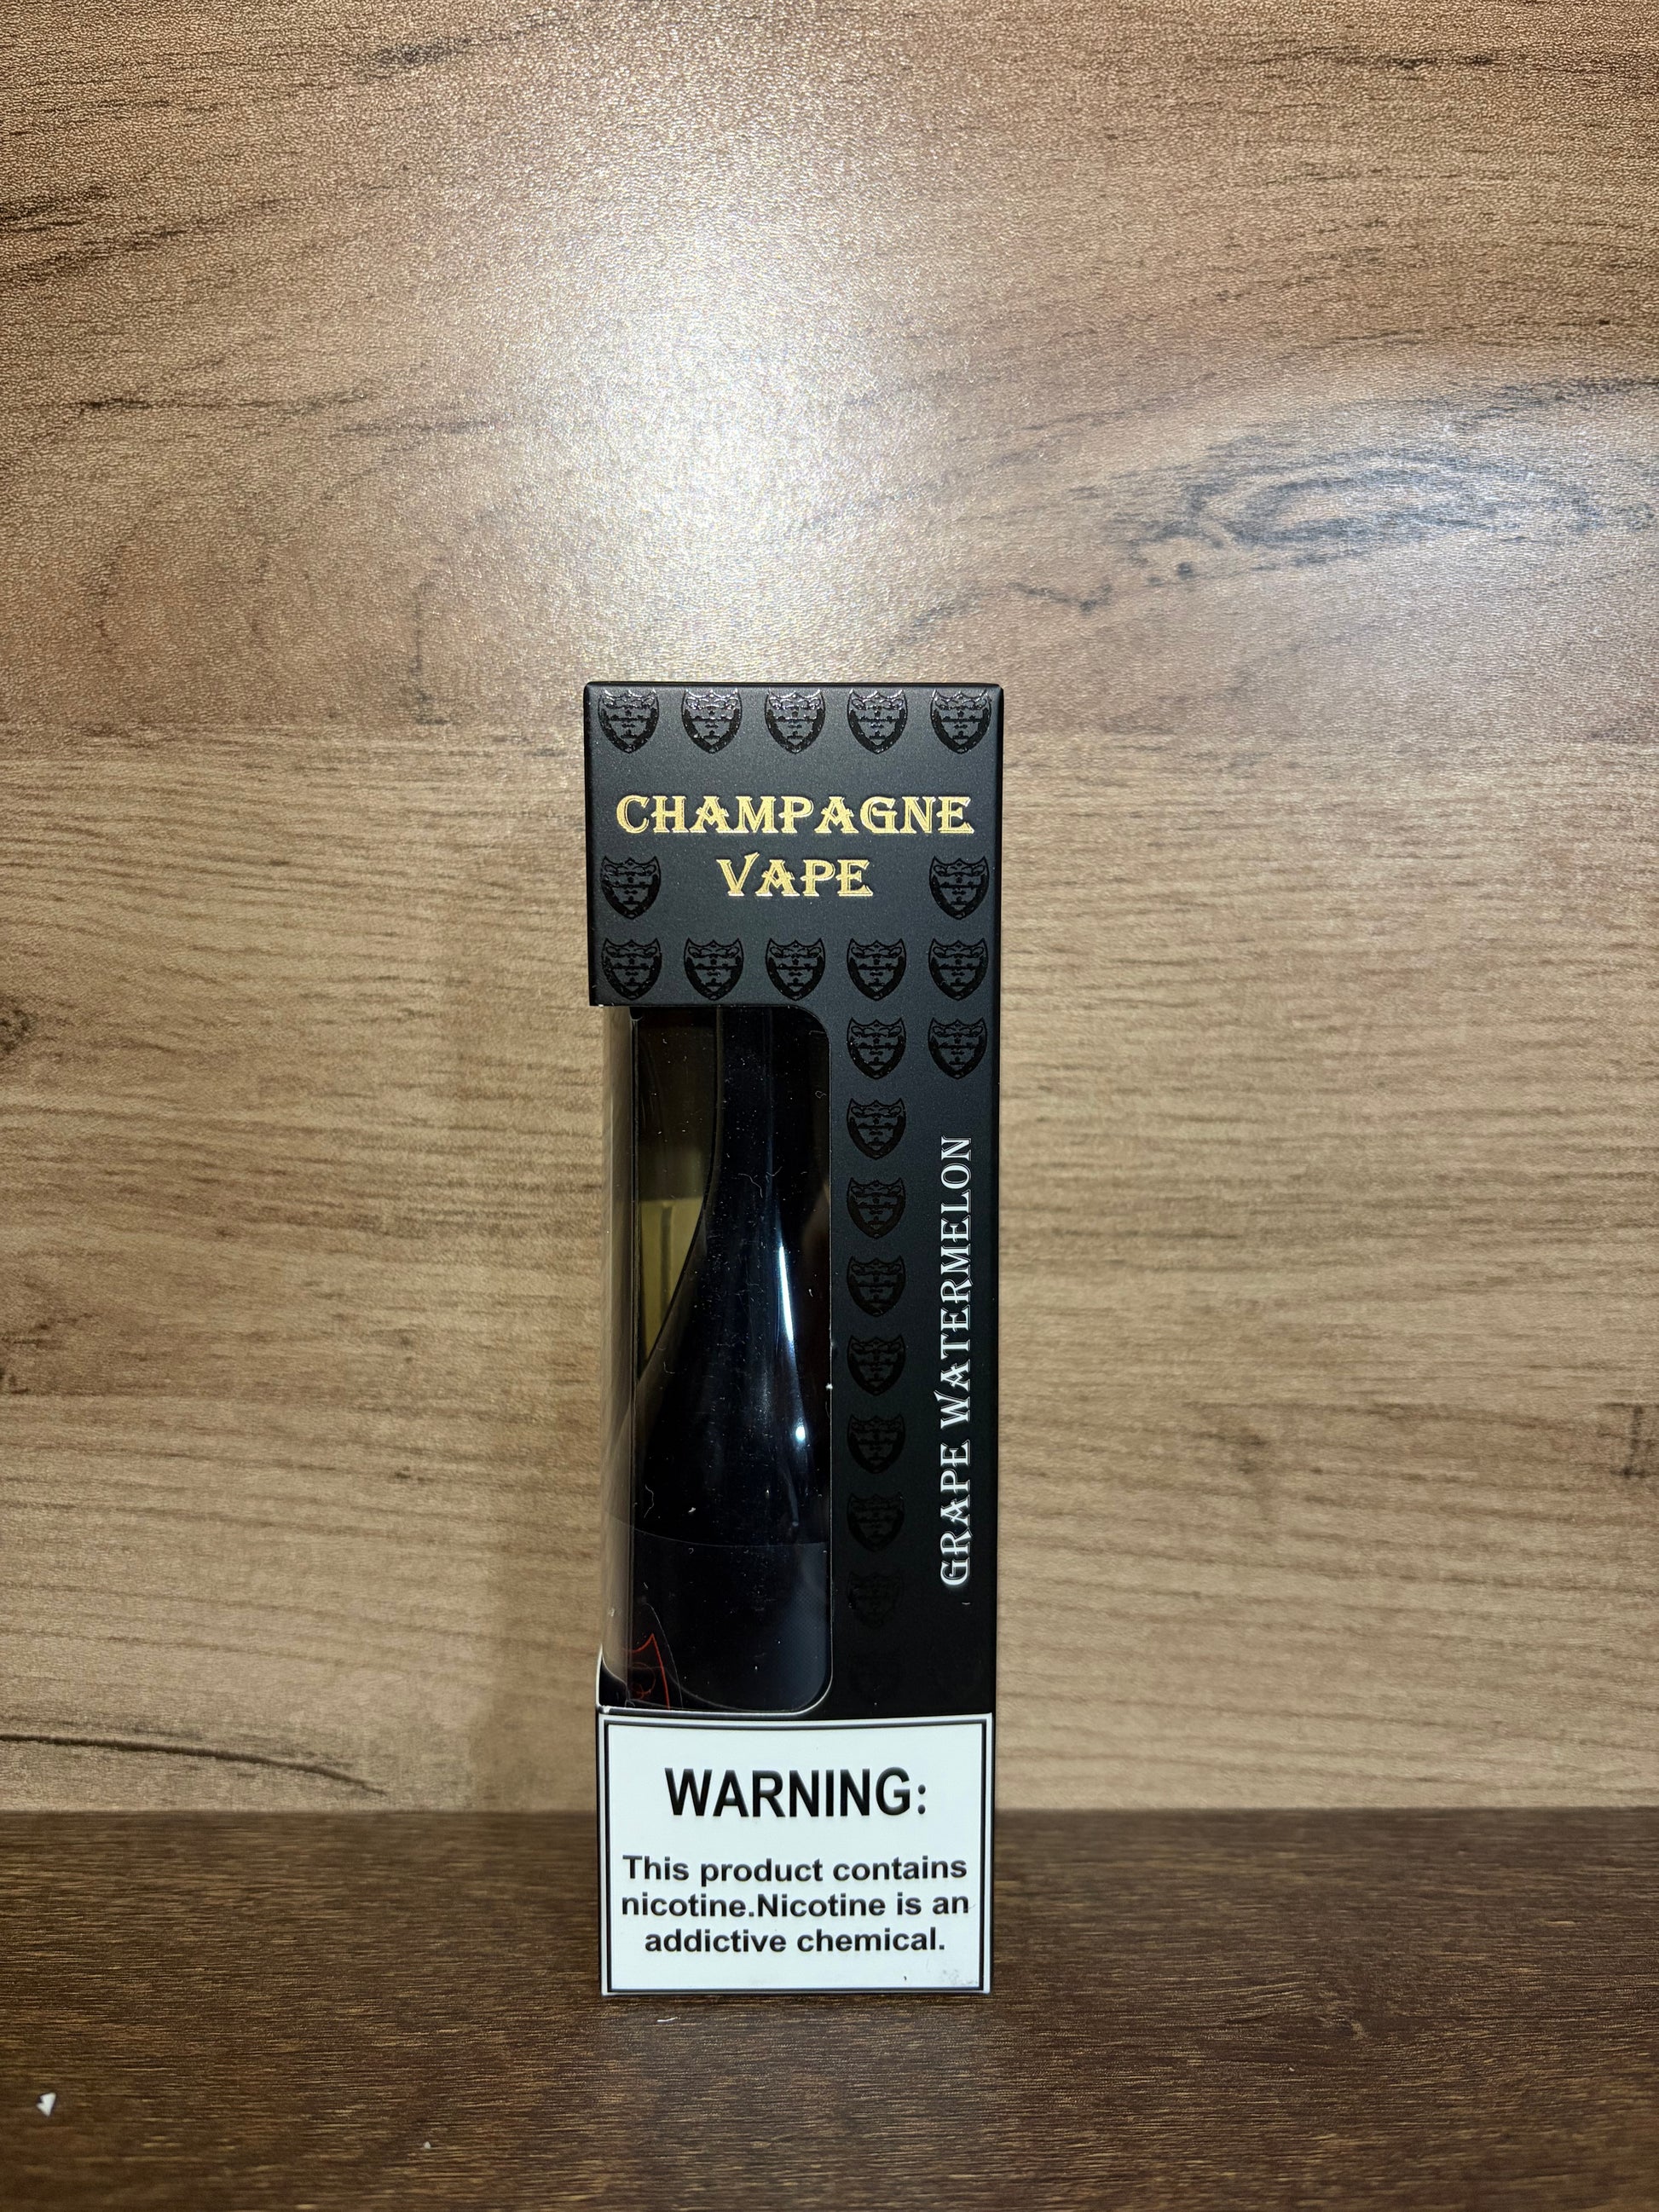 CHAMPAGNE
VAPE
GRAPE WATERMELON
WARNING:
This product contains
nicotine.Nicotine is an
addictive chemical.